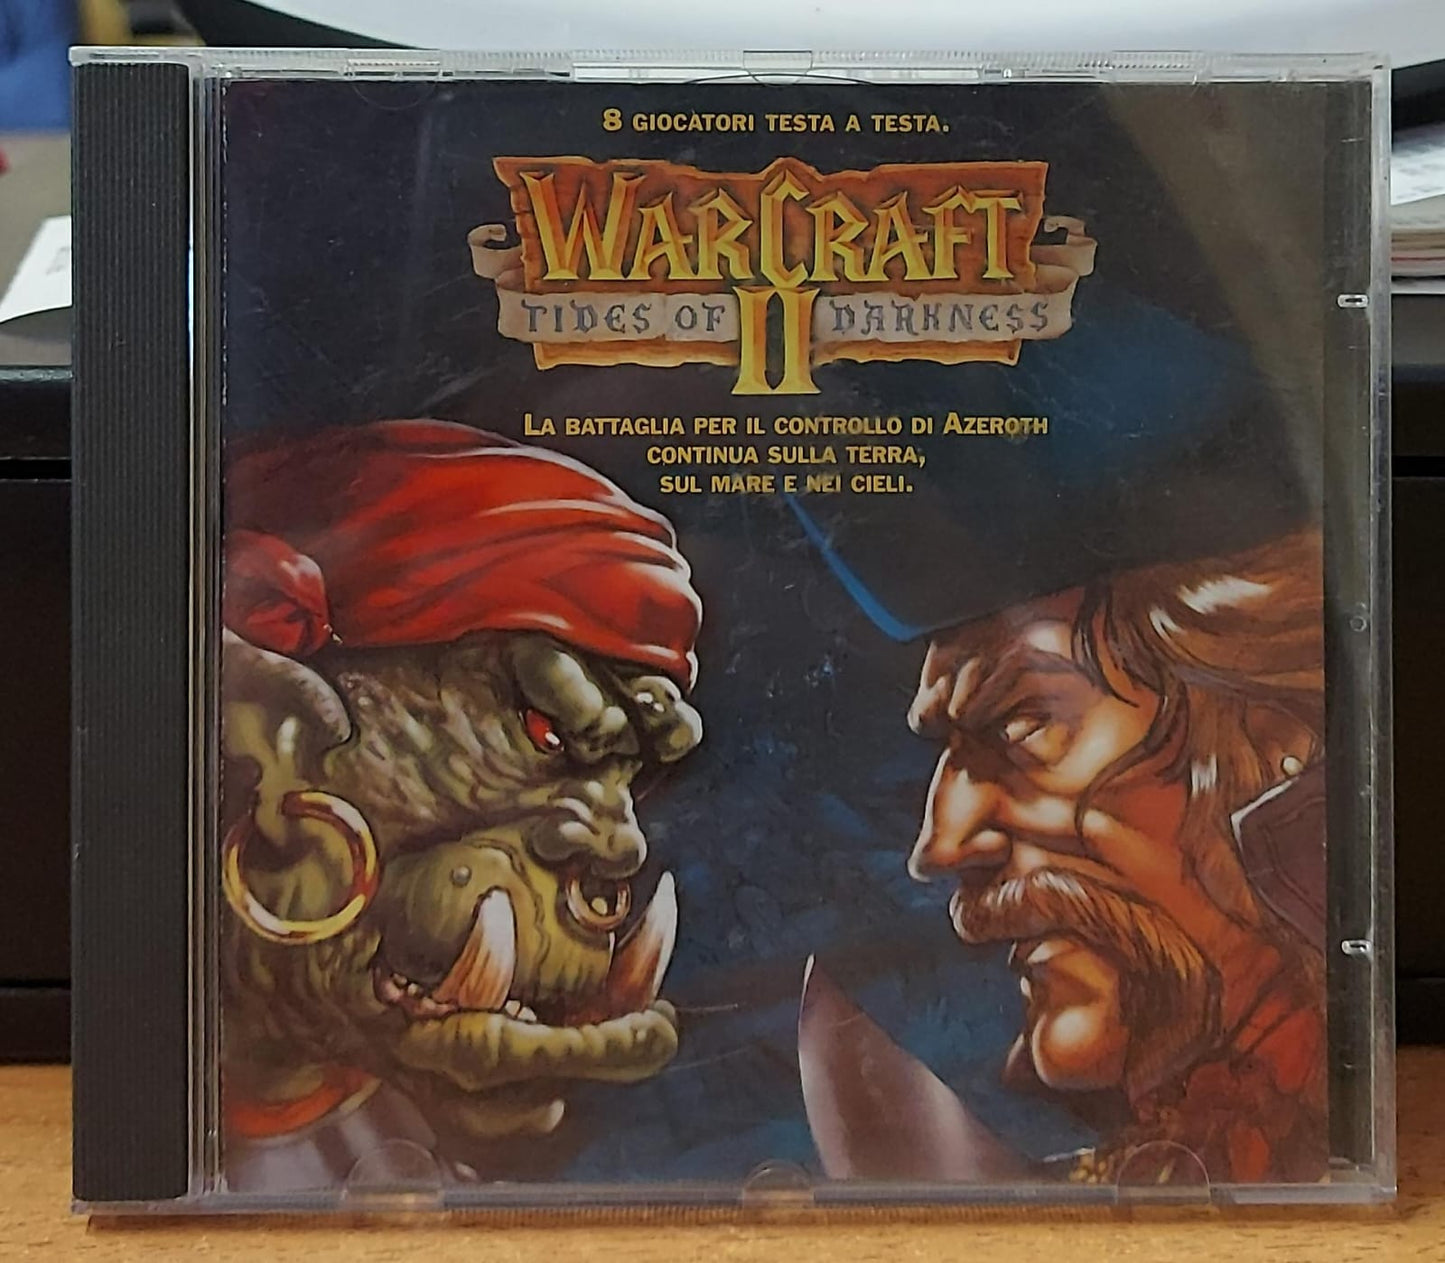 8 GIOCATORI TESTA A TESTA.
WARCRAFT
TIDES OF II DARKNESS
LA BATTAGLIA PER IL CONTROLLO DI AZEROTH
CONTINUA SULLA TERRA,
SUL MARE E NEI CIELI.